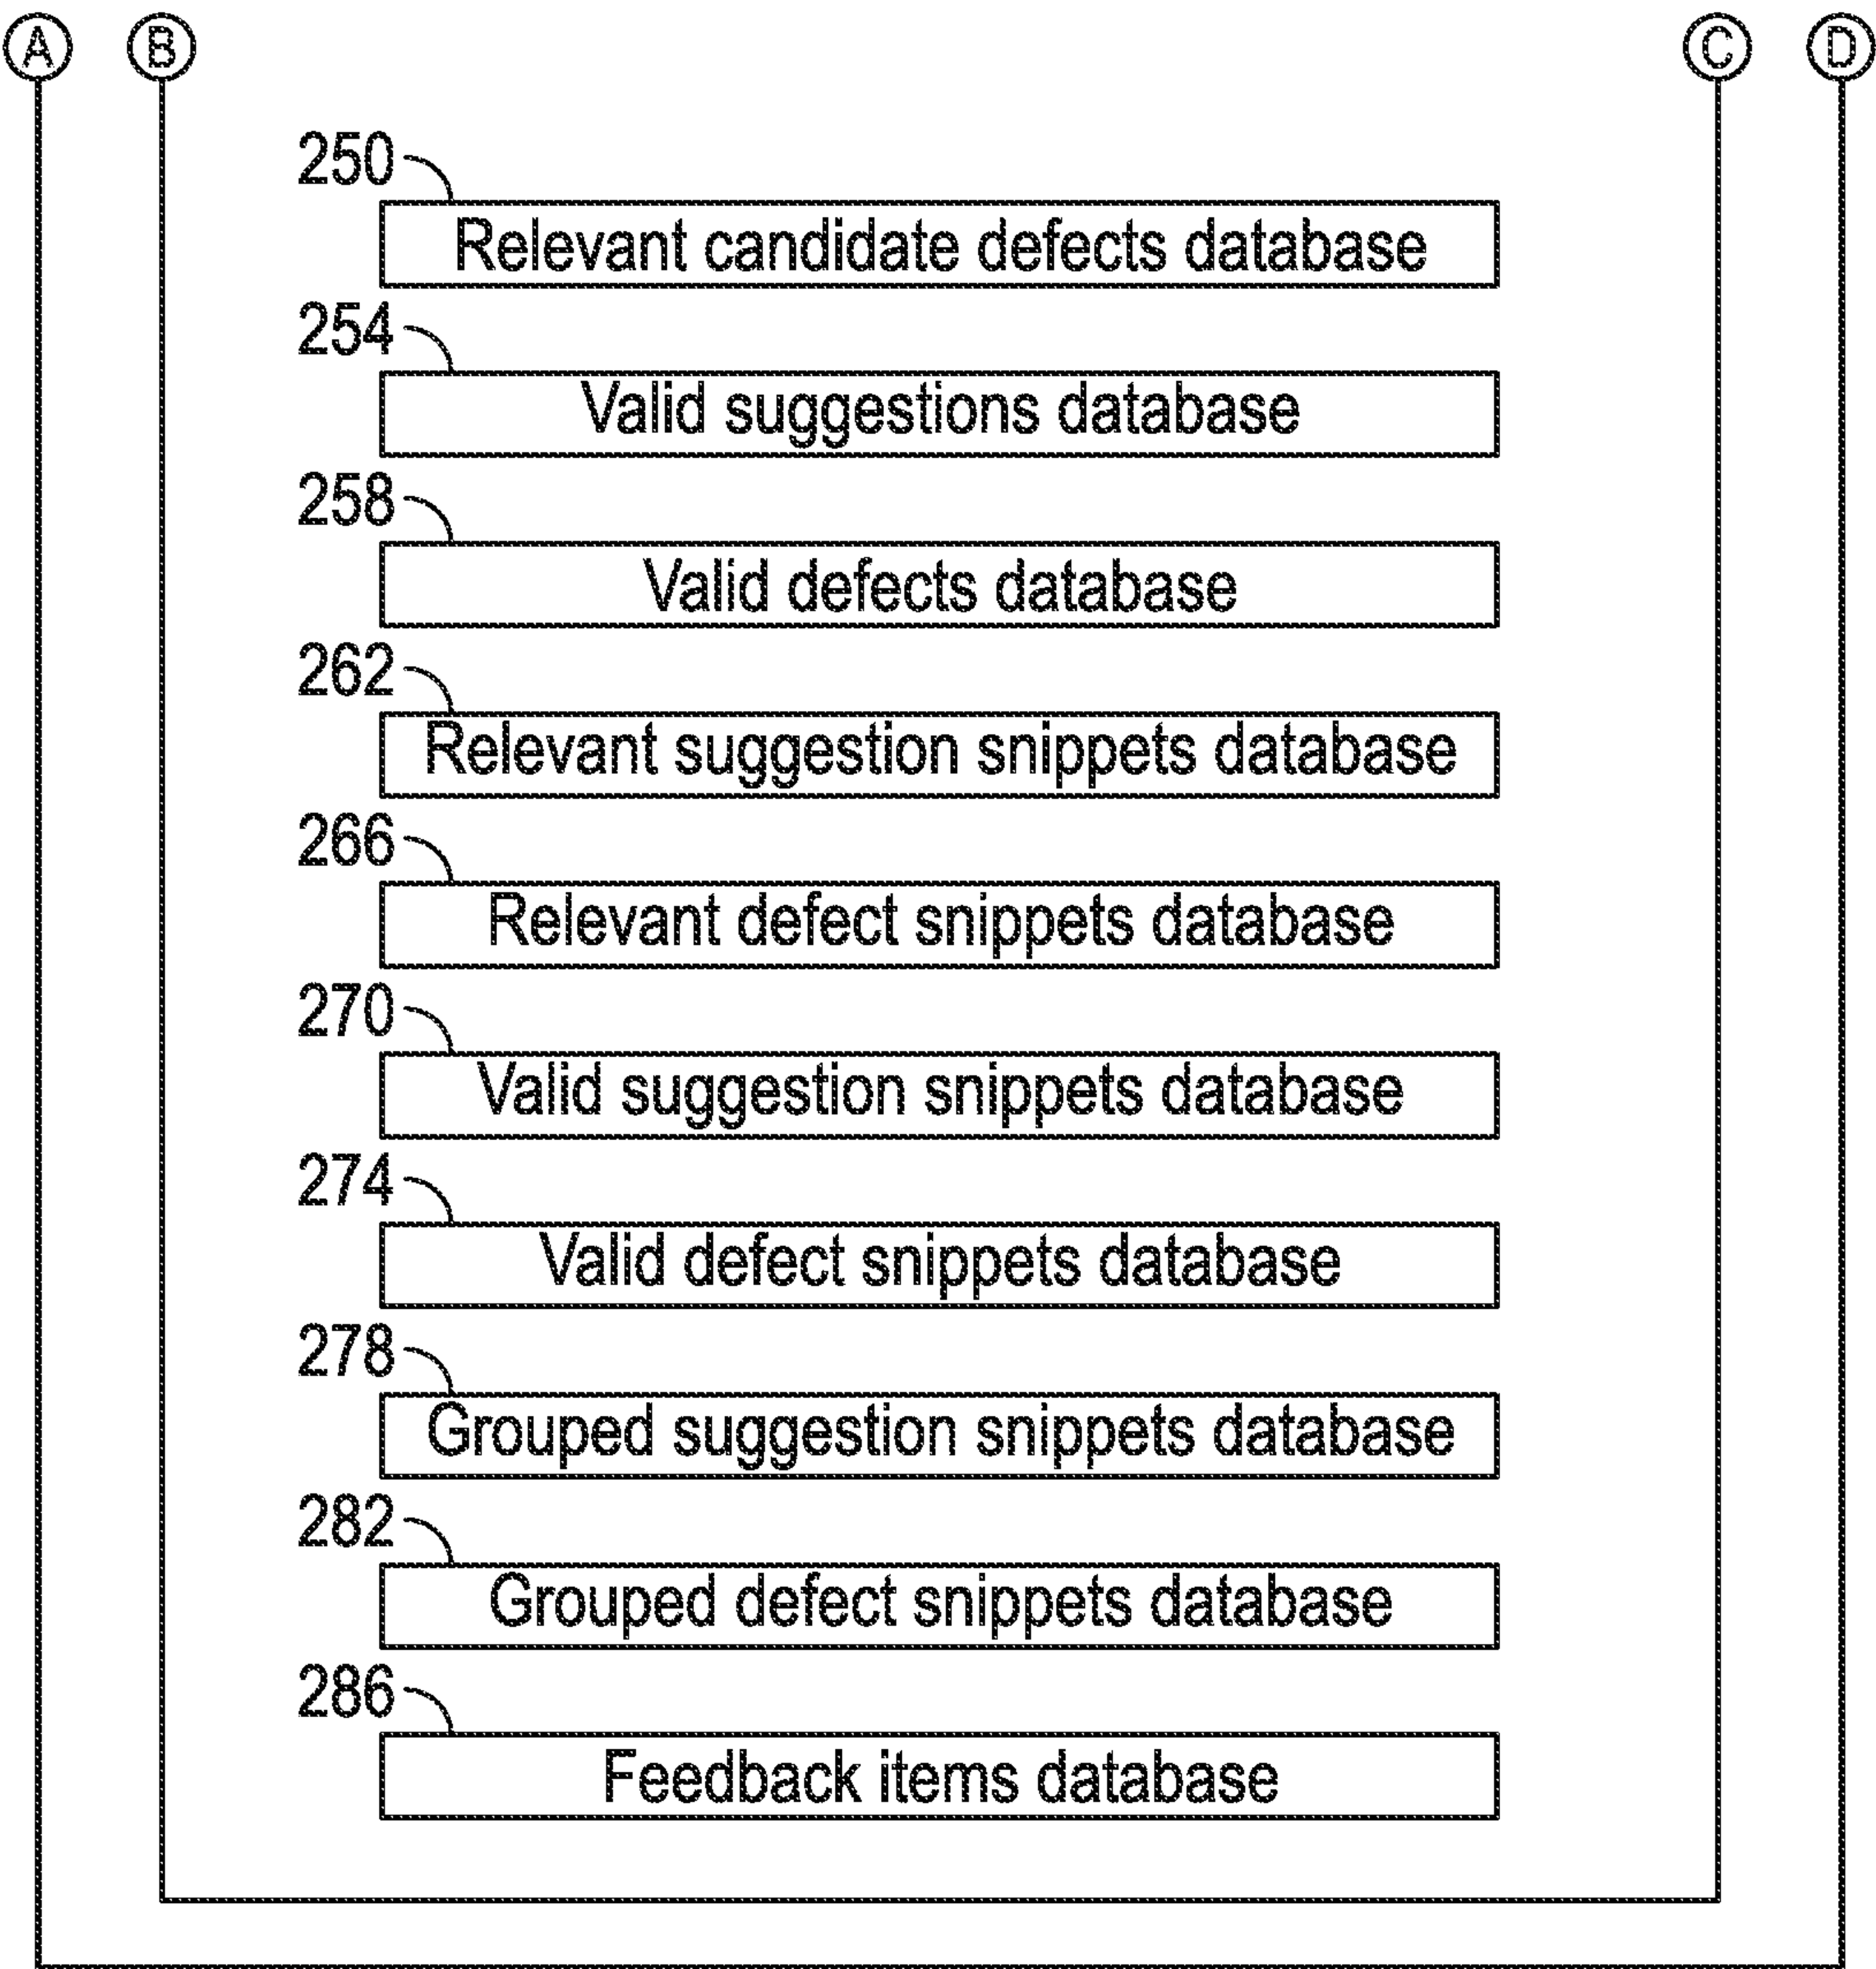 A B C D
250
Relevant candidate defects database
254
Valid suggestions database
258
Valid defects database
262
Relevant suggestion snippets database
266
Relevant defect snippets database
270
Valid suggestion snippets database
274
Valid defect snippets database
278
Grouped suggestion snippets database
282
Grouped defect snippets database
286
Feedback items database